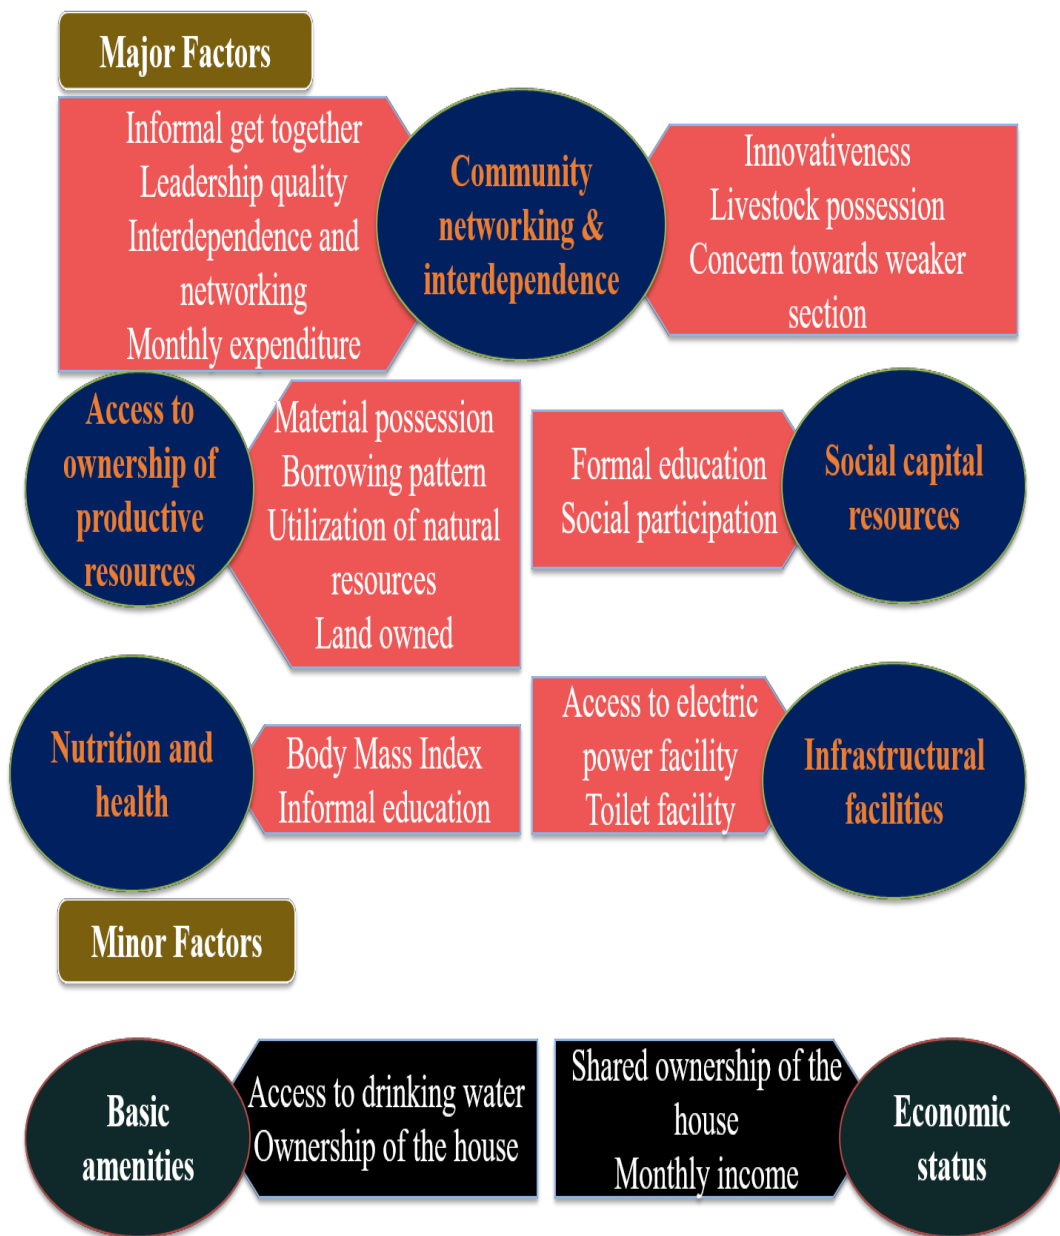 Major Factors
Informal get together
Leadership quality
Interdependence and
networking
Monthly expenditure
Community
networking &
interdependence
Innovativeness
Livestock possession
Concern towards weaker
section
Access to
ownership of
productive
resources
Material possession
Borrowing pattern
Utilization of natural
resources
Land owned
Formal education
Social participation
Social capital
resources
Nutrition and
health
Body Mass Index
Informal education
Access to electric
power facility
Toilet facility
Infrastructural
facilities
Minor Factors
Basic
amenities
Access to drinking water
Ownership of the house
Shared ownership of the
house
Monthly income
Economic
status